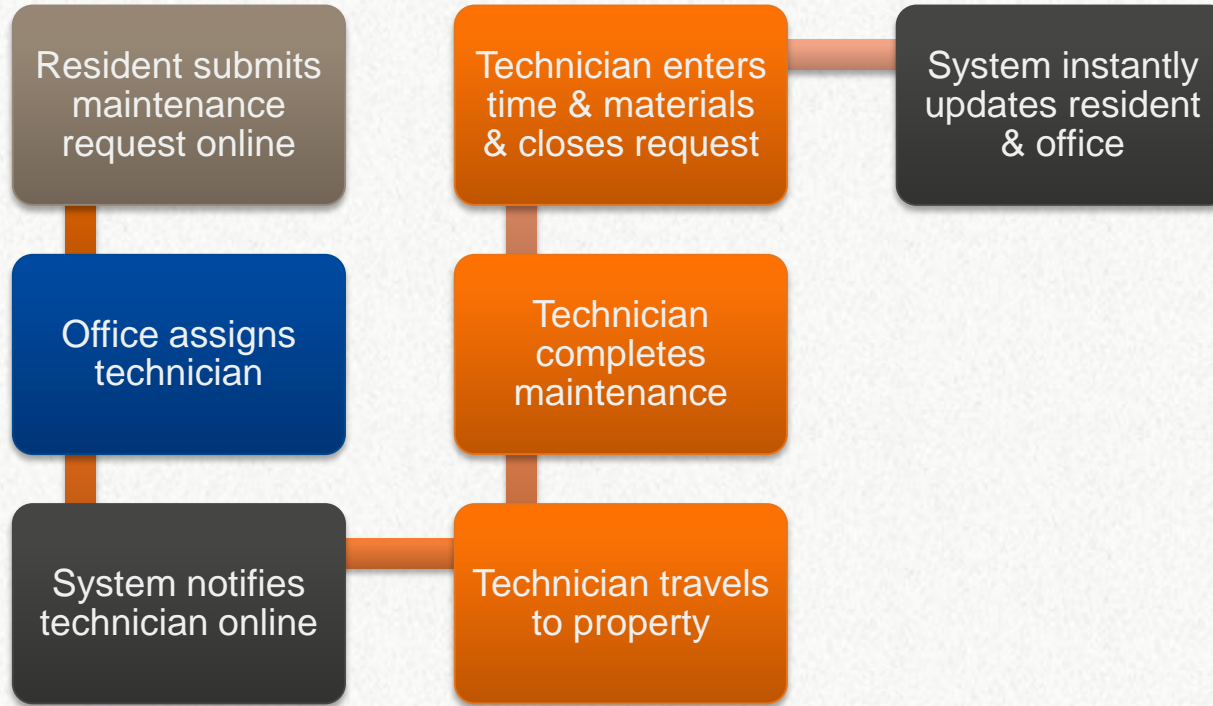 Resident submits
maintenance
request online
Office assigns
technician
System notifies
technician online
Technician travels
to property
Technician
completes
maintenance
Technician enters
time & materials
& closes request
System instantly
updates resident
& office